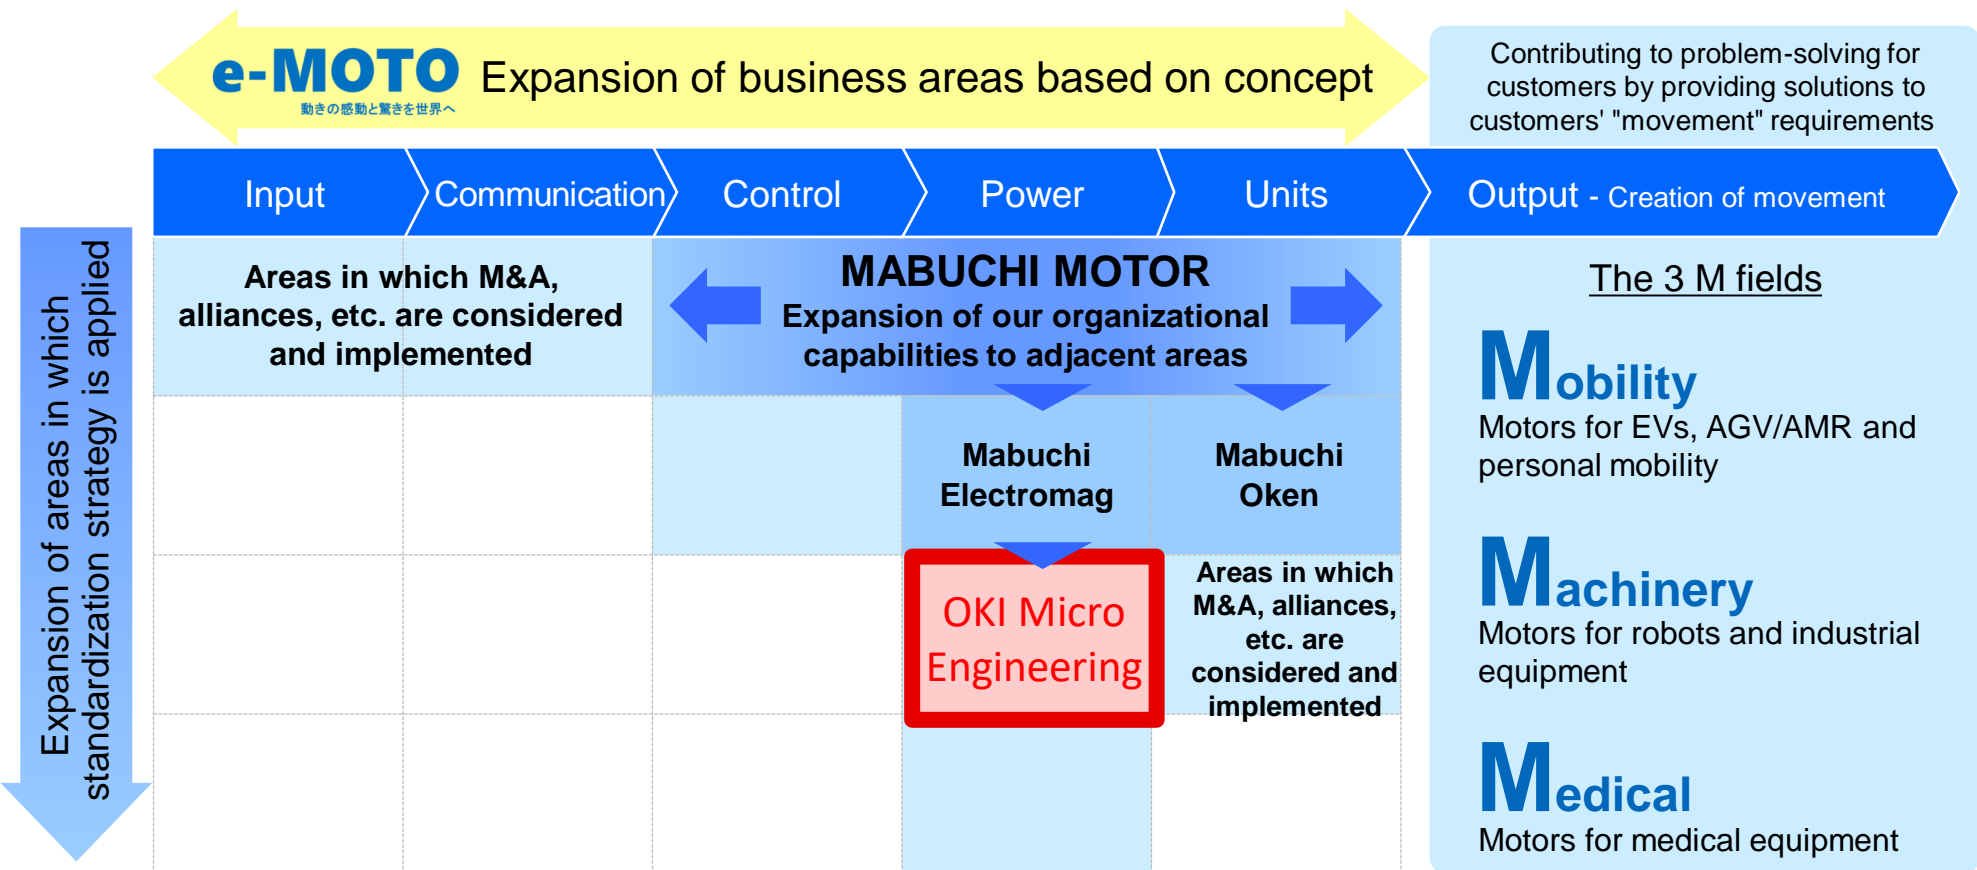 e-MOTO
動きの感動と驚きを世界へ
Expansion of business areas based on concept
Contributing to problem-solving for
customers by providing solutions to
customers' "movement" requirements
Input
Communication
Control
Power
Units
Output - Creation of movement
Expansion of areas in which
standardization strategy is applied
Areas in which M&A,
alliances, etc. are considered
and implemented
MABUCHI MOTOR
Expansion of our organizational
capabilities to adjacent areas
Mabuchi
Electromag
Mabuchi
Oken
OKI Micro
Engineering
Areas in which
M&A, alliances,
etc. are
considered and
implemented
The 3 M fields
Mobility
Motors for EVs, AGV/AMR and
personal mobility
Machinery
Motors for robots and industrial
equipment
Medical
Motors for medical equipment